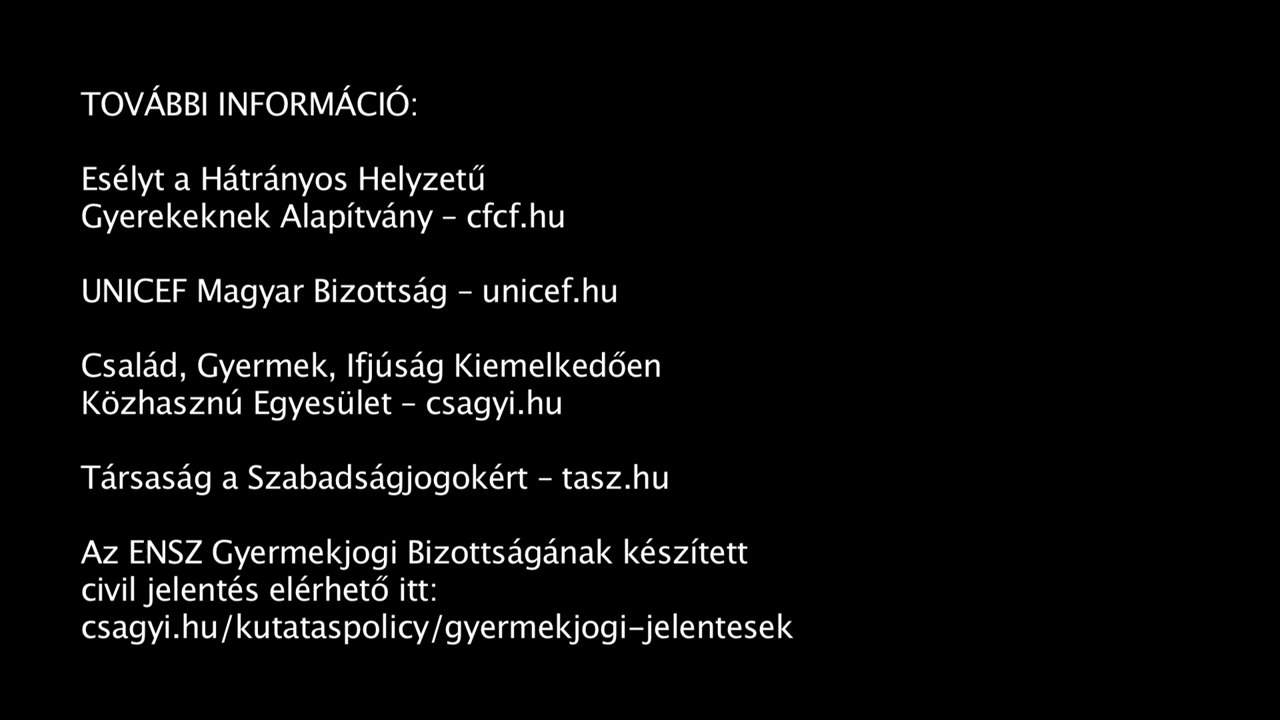 TOVÁBBI INFORMÁCIÓ:
Esélyt a Hátrányos Helyzetű
Gyerekeknek Alapítvány – cfcf.hu
UNICEF Magyar Bizottság – unicef.hu
Család, Gyermek, Ifjúság Kiemelkedően
Közhasznú Egyesület – csagyi.hu
Társaság a Szabadságjogokért – tasz.hu
Az ENSZ Gyermekjogi Bizottságának készített
civil jelentés elérhető itt:
csagyi.hu/kutataspolicy/gyermekjogi-jelentesek